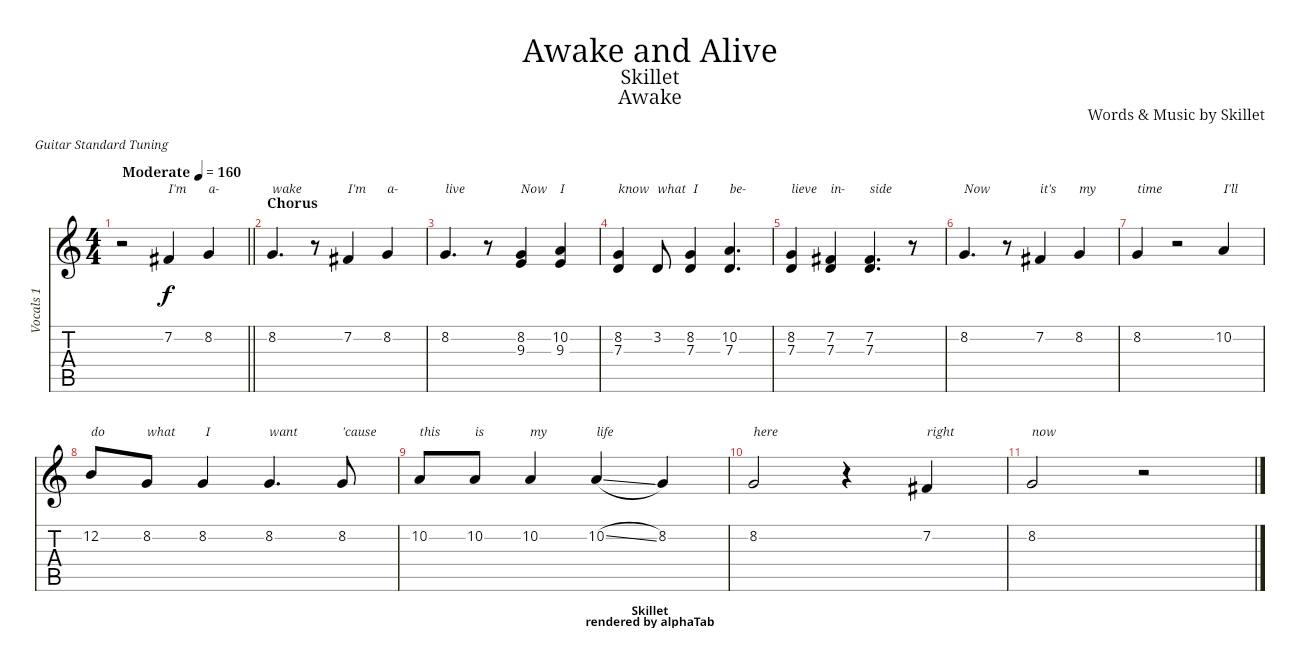 Awake and Alive
Skillet
Awake
Words & Music by Skillet
Guitar Standard Tuning
Moderate = 160
I'm a- wake I'm a- live Now I know what I be- lieve in- side Now it's my time I'll
Chorus
1 2 3 4 5 6 7
4
4
f
Vocals 1
7 8 8 7 8 8 8 10 8 3 8 10 8 7 7 8 7 8 8 10
9 9 7 7 7 7 7 7
T
A
B
do what I want 'cause this is my life here right now
8 9 10 11
12 8 8 8 8 10 10 10 10 8 8 7 8
T
A
B
Skillet
rendered by alphaTab